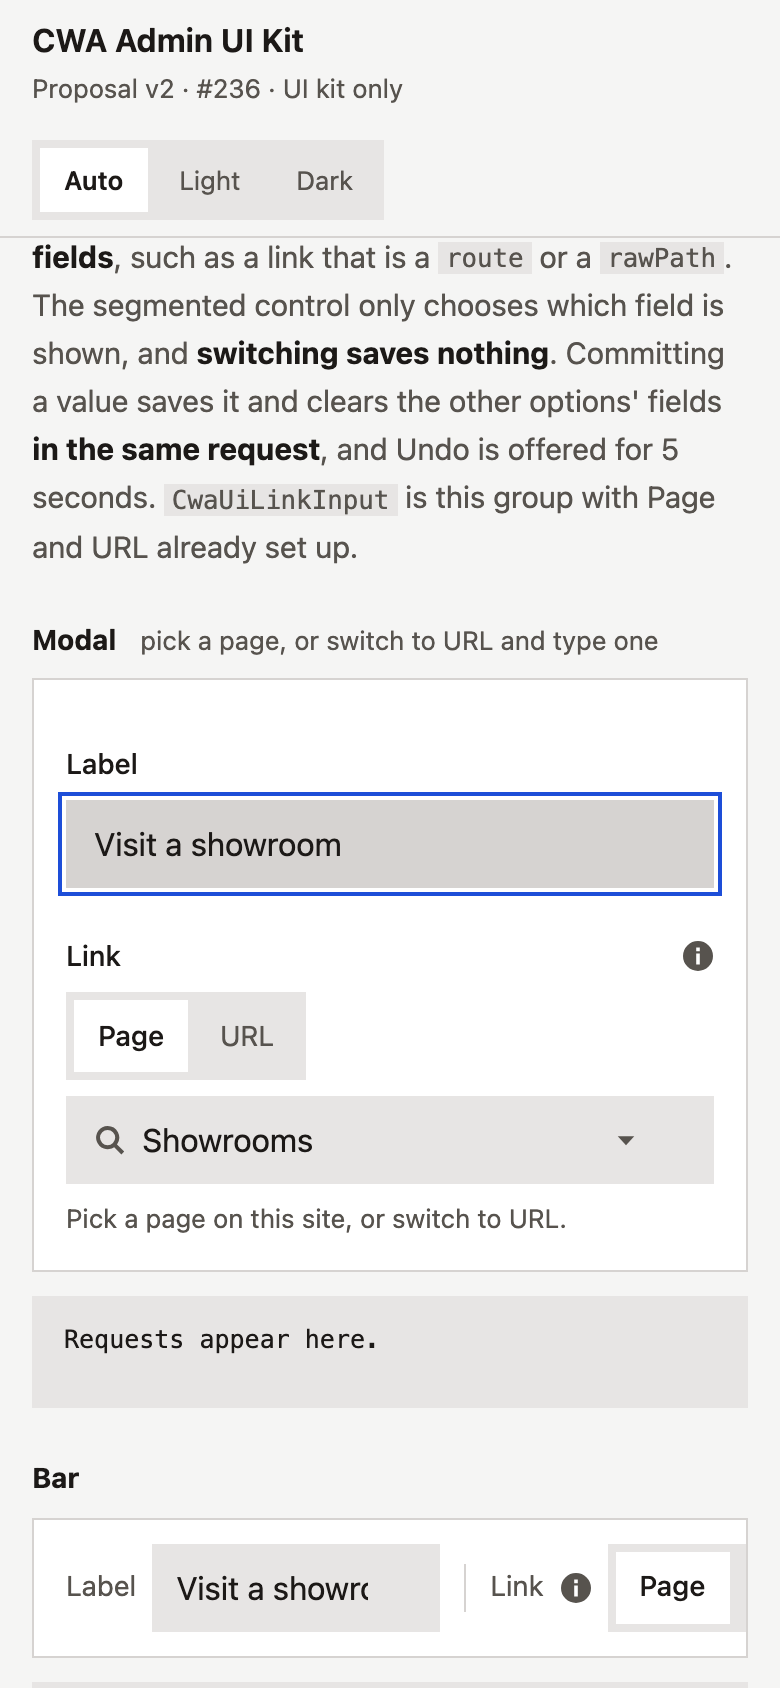 CWA Admin UI Kit
Proposal v2 · #236 · UI kit only
Auto Light Dark
fields, such as a link that is a route or a rawPath.
The segmented control only chooses which field is
shown, and switching saves nothing. Committing
a value saves it and clears the other options' fields
in the same request, and Undo is offered for 5
seconds. CwaUiLinkInput is this group with Page
and URL already set up.
Modal pick a page, or switch to URL and type one
Label
Visit a showroom
Link
Page URL
Showrooms
Pick a page on this site, or switch to URL.
Requests appear here.
Bar
Label Visit a showr Link Page